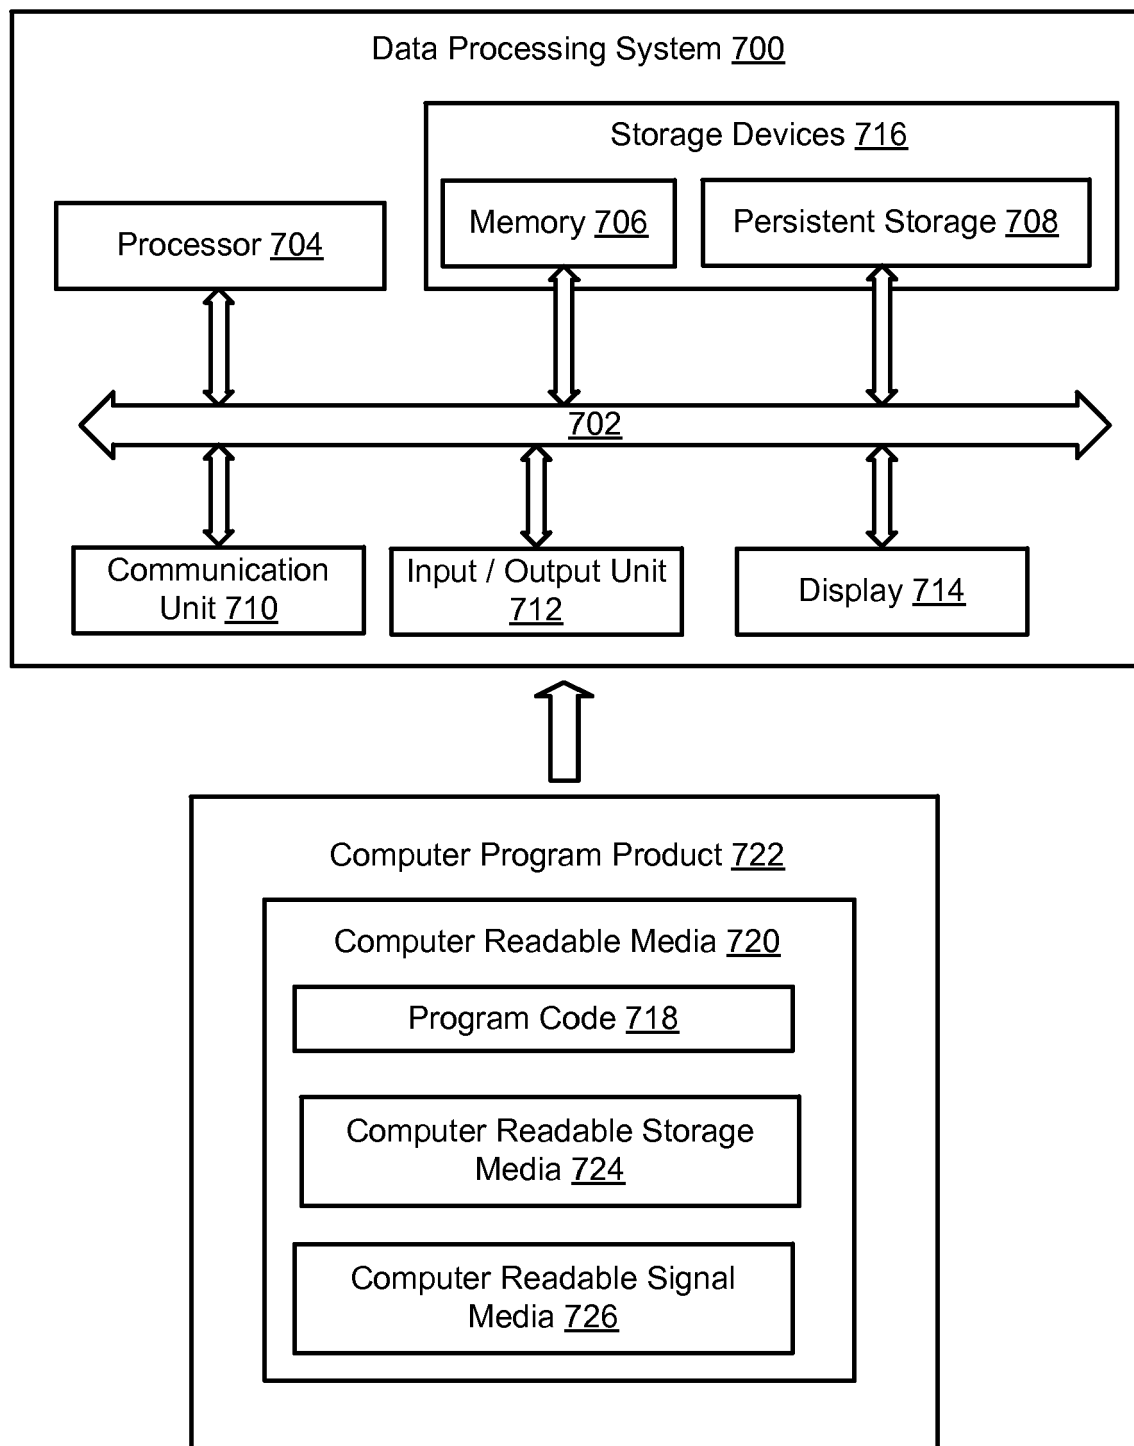 Data Processing System 700
Storage Devices 716
Memory 706
Persistent Storage 708
Processor 704
702
Communication
Unit 710
Input / Output Unit
712
Display 714
Computer Program Product 722
Computer Readable Media 720
Program Code 718
Computer Readable Storage
Media 724
Computer Readable Signal
Media 726